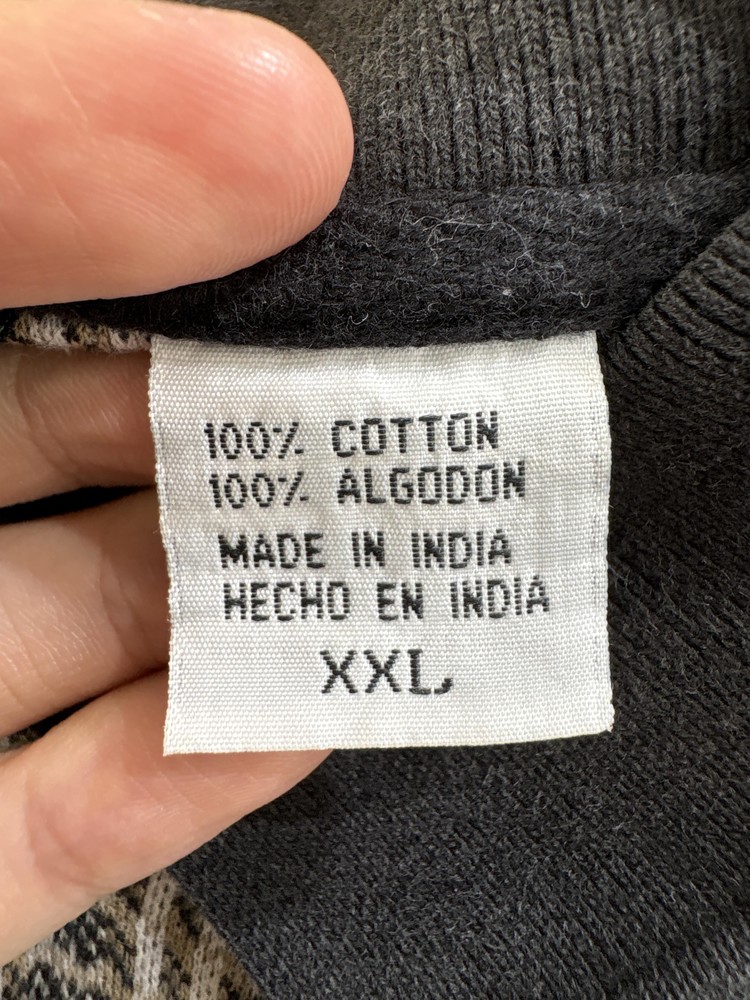 100% COTTON
100% ALGODON
MADE IN INDIA
HECHO EN INDIA
XXL